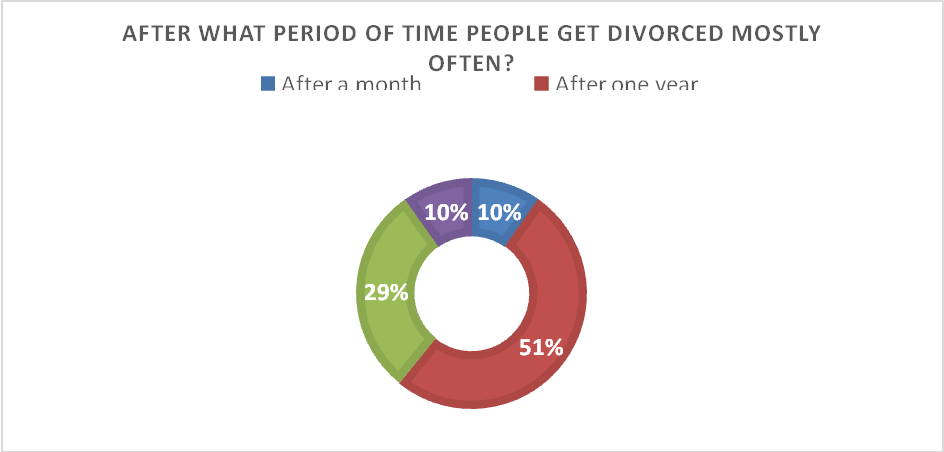 AFTER WHAT PERIOD OF TIME PEOPLE GET DIVORCED MOSTLY
OFTEN?
After a month After one year
10% 10%
29%
51%